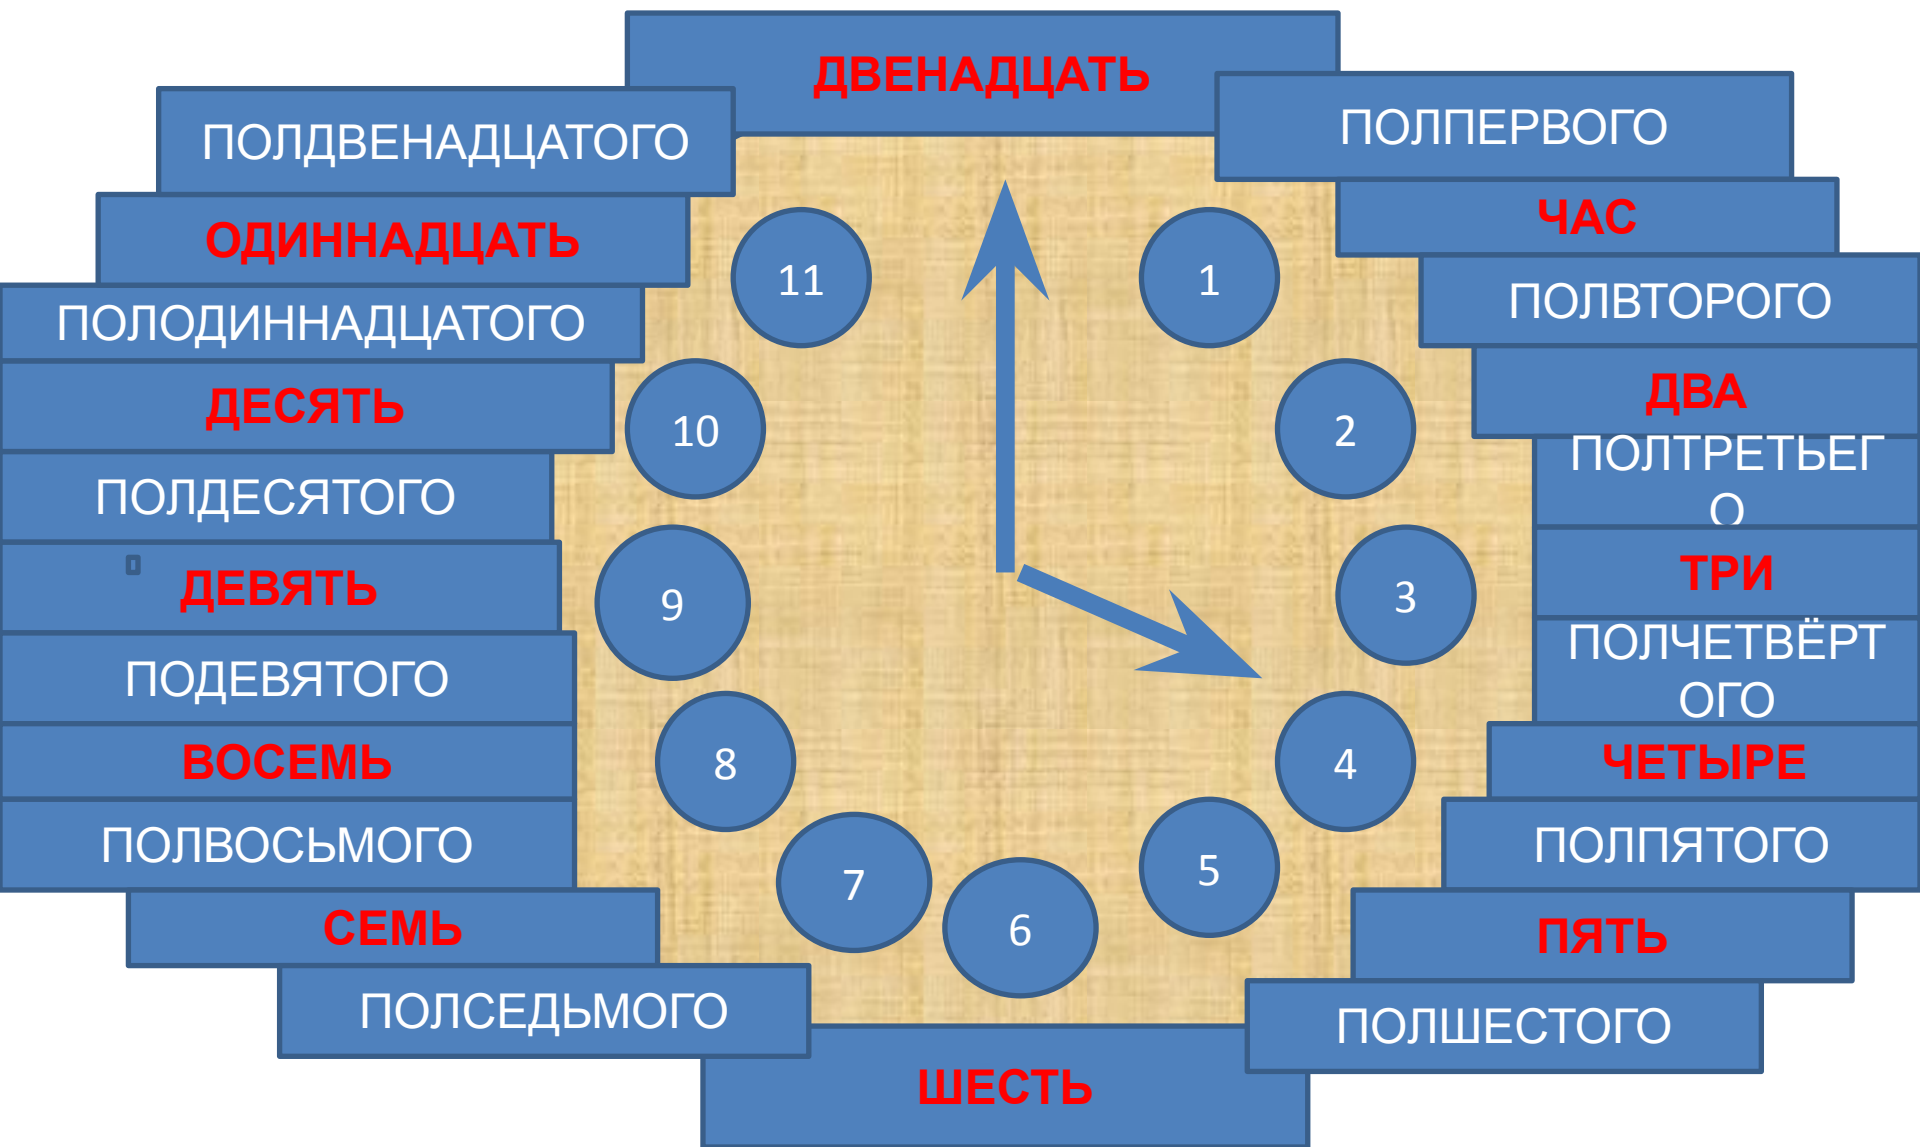 ДВЕНАДЦАТЬ
ПОЛПЕРВОГО
ЧАС
ПОЛВТОРОГО
ДВА
ПОЛТРЕТЬЕГ
О
ТРИ
ПОЛЧЕТВЁРТ
ОГО
ЧЕТЫРЕ
ПОЛПЯТОГО
ПЯТЬ
ПОЛШЕСТОГО
ШЕСТЬ
ПОЛСЕДЬМОГО
СЕМЬ
ПОЛВОСЬМОГО
ВОСЕМЬ
ПОДЕВЯТОГО
ДЕВЯТЬ
ПОЛДЕСЯТОГО
ДЕСЯТЬ
ПОЛОДИННАДЦАТОГО
ОДИННАДЦАТЬ
ПОЛДВЕНАДЦАТОГО
1
2
3
4
5
6
7
8
9
10
11